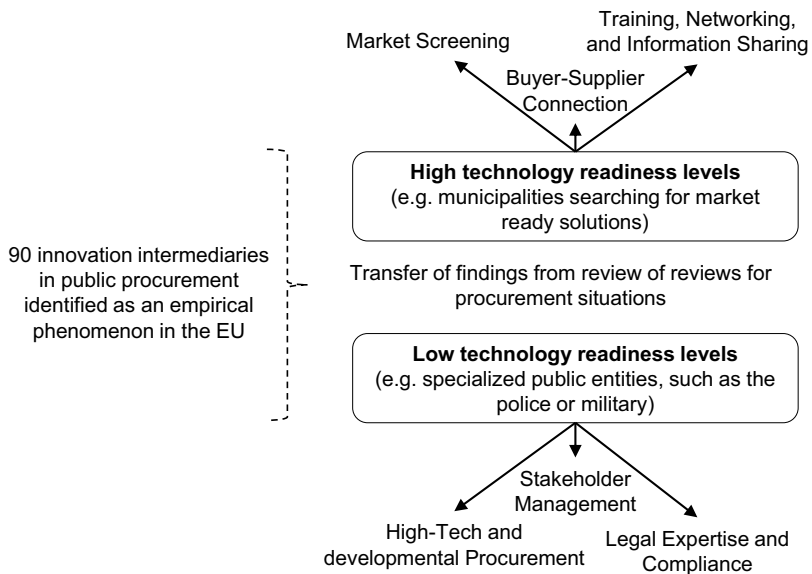 Market Screening
Training, Networking,
and Information Sharing
Buyer-Supplier
Connection
High technology readiness levels
(e.g. municipalities searching for market
ready solutions)
90 innovation intermediaries
in public procurement
identified as an empirical
phenomenon in the EU
Transfer of findings from review of reviews for
procurement situations
Low technology readiness levels
(e.g. specialized public entities, such as the
police or military)
Stakeholder
Management
High-Tech and
developmental Procurement
Legal Expertise and
Compliance